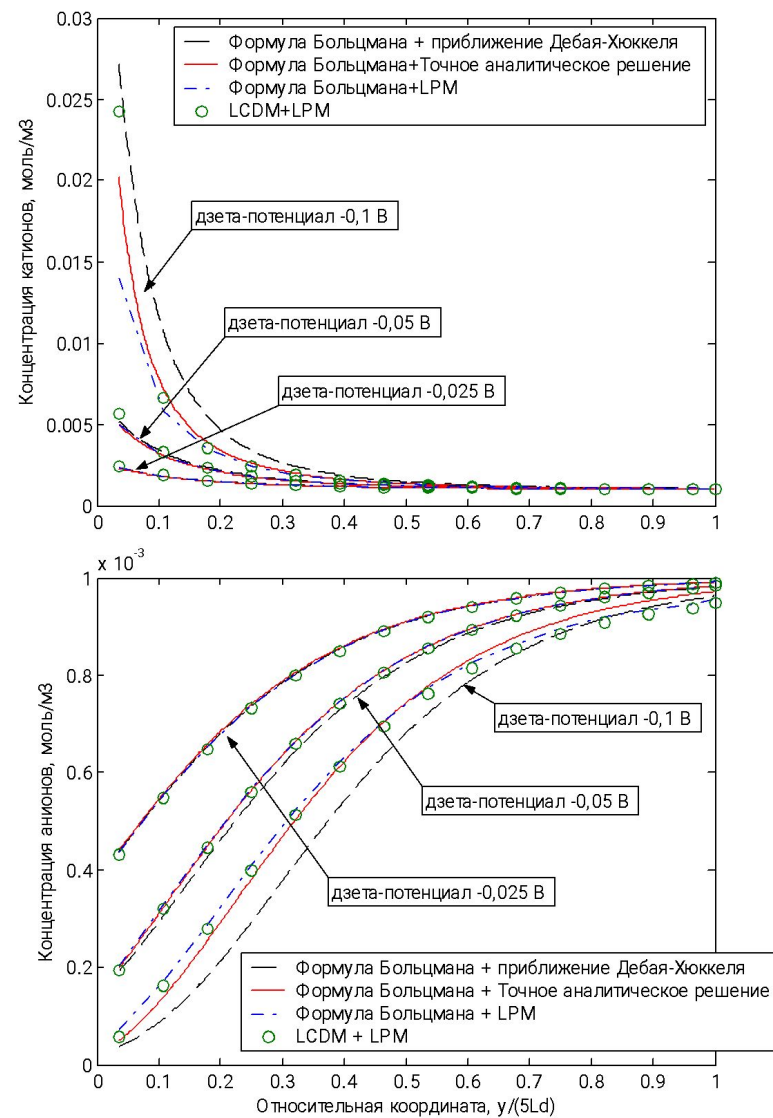 0.03
Формула Больцмана + приближение Дебая-Хюккеля
Формула Больцмана+Точное аналитическое решение
Формула Больцмана+LPM
LCDM+LPM
0.025
0.02
0.015
0.01
0.005
0
Концентрация катионов, моль/м3
дзета-потенциал -0,1 В
дзета-потенциал -0,05 В
дзета-потенциал -0,025 В
0 0.1 0.2 0.3 0.4 0.5 0.6 0.7 0.8 0.9 1
x 10-3
1
0.8
0.6
0.4
0.2
0
Концентрация анионов, моль/м3
дзета-потенциал -0,1 В
дзета-потенциал -0,05 В
дзета-потенциал -0,025 В
Формула Больцмана + приближение Дебая-Хюккеля
Формула Больцмана + Точное аналитическое решение
Формула Больцмана + LPM
LCDM + LPM
0 0.1 0.2 0.3 0.4 0.5 0.6 0.7 0.8 0.9 1
Относительная координата, y/(5Ld)